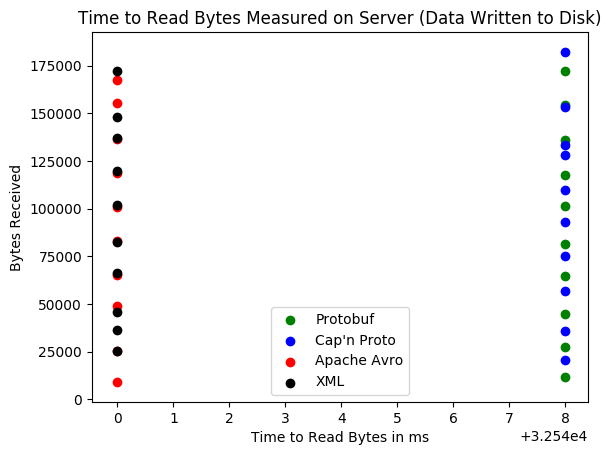 Time to Read Bytes Measured on Server (Data Written to Disk)
Bytes Received
175000
150000
125000
100000
75000
50000
25000
0
Protobuf
Cap'n Proto
Apache Avro
XML
0 1 2 3 4 5 6 7 8
Time to Read Bytes in ms
+3.254e4